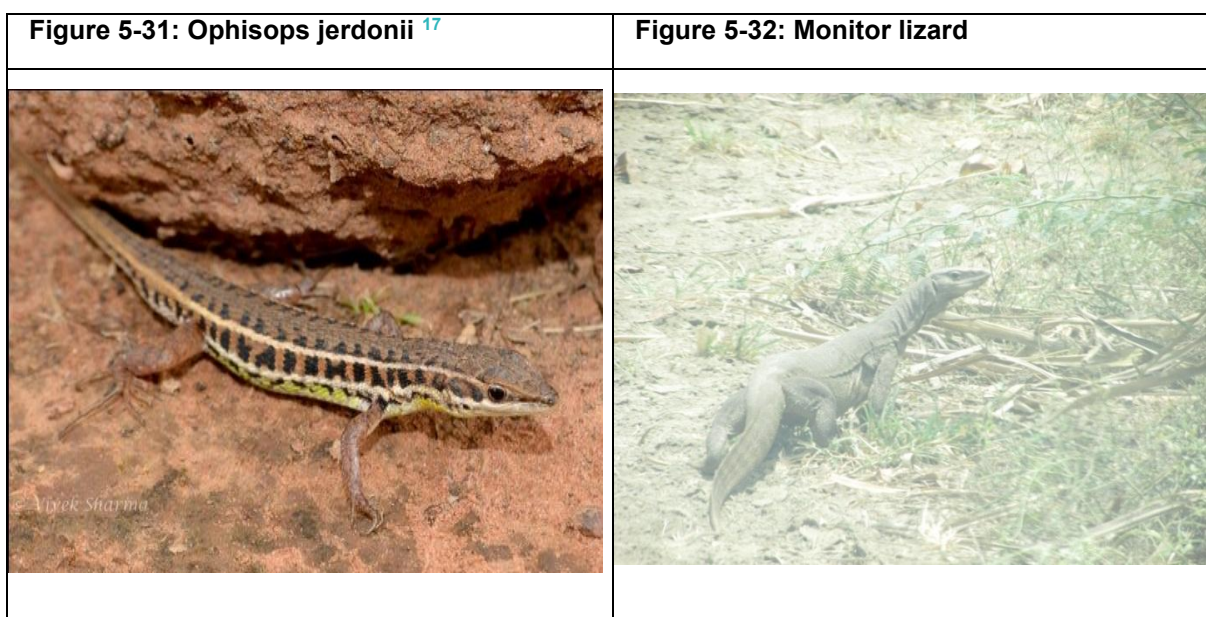 Figure 5-31: Ophisops jerdonii 17
Figure 5-32: Monitor lizard
© Vivek Sharma